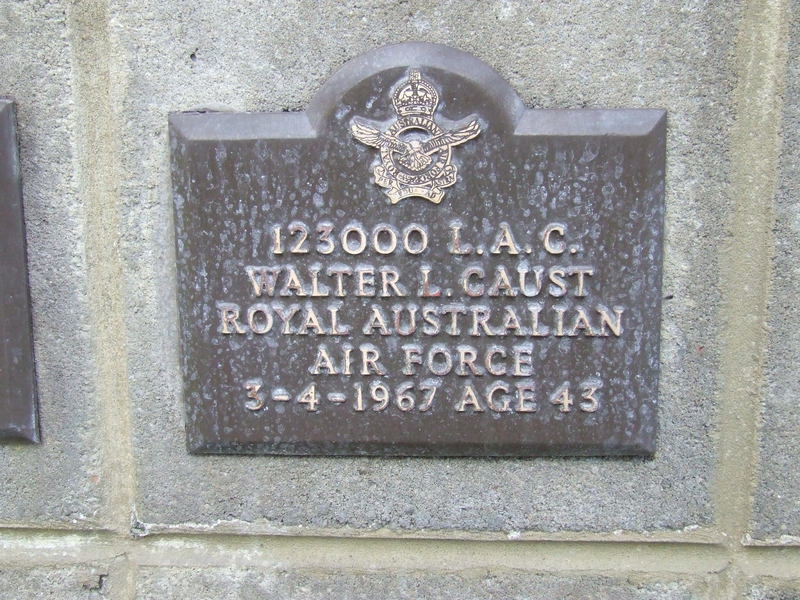 123000 L.A.C.
WALTER L. CAUST
ROYAL AUSTRALIAN
AIR FORCE
3-4-1967 AGE 43